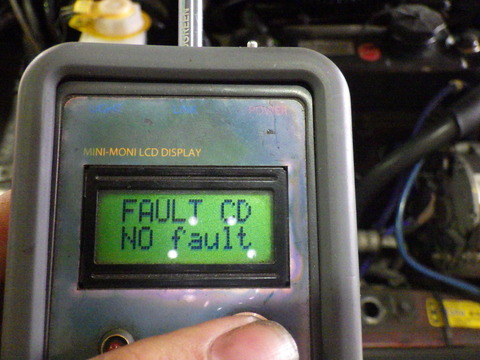 MINI-MONI LCD DISPLAY
FAULT CD
NO fault